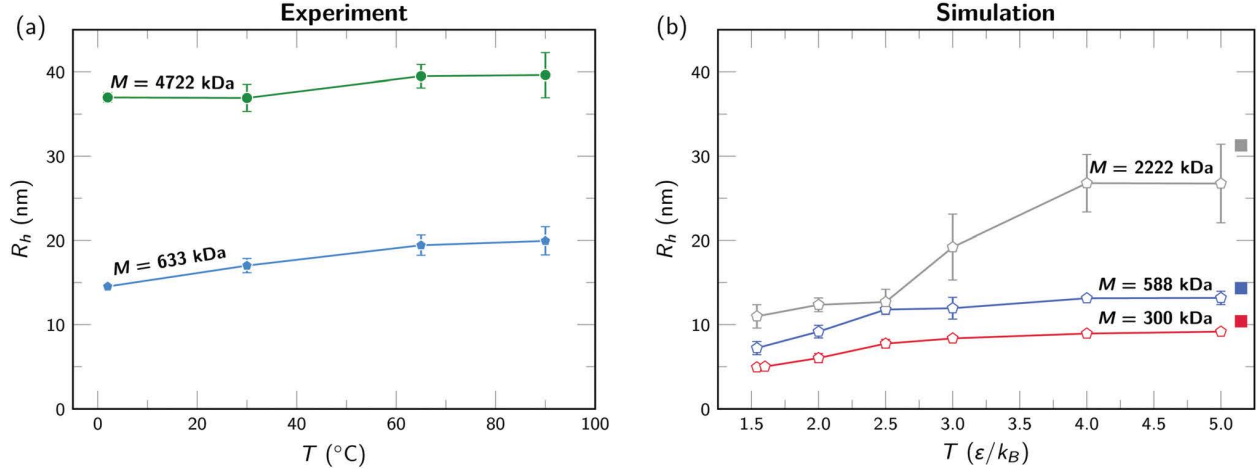 Experiment
(a)
40
30
20
10
0
R_h (nm)
M = 4722 kDa
M = 633 kDa
0 20 40 60 80 100
T (°C)
Simulation
(b)
40
30
20
10
0
R_h (nm)
M = 2222 kDa
M = 588 kDa
M = 300 kDa
1.5 2.0 2.5 3.0 3.5 4.0 4.5 5.0
T (ε/k_B)